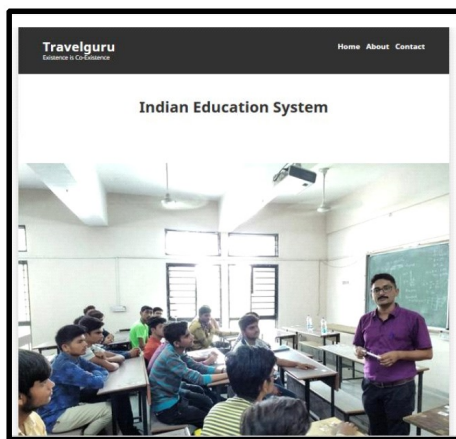 Travelguru
Existence is Co-Existence
Home About Contact
Indian Education System